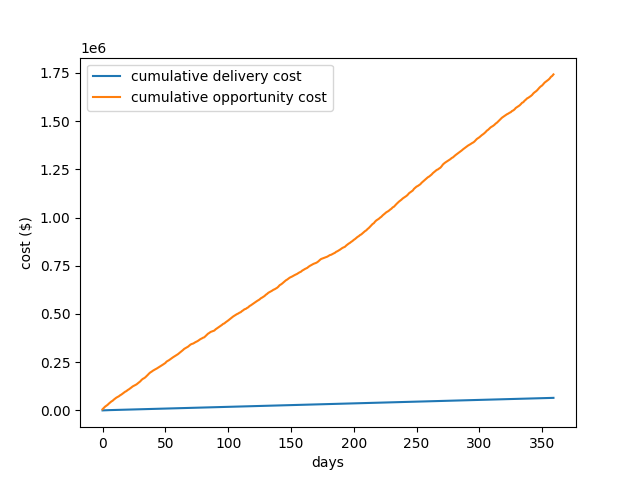 1e6
cumulative delivery cost
cumulative opportunity cost
1.75
1.50
1.25
1.00
0.75
0.50
0.25
0.00
cost ($)
0 50 100 150 200 250 300 350
days